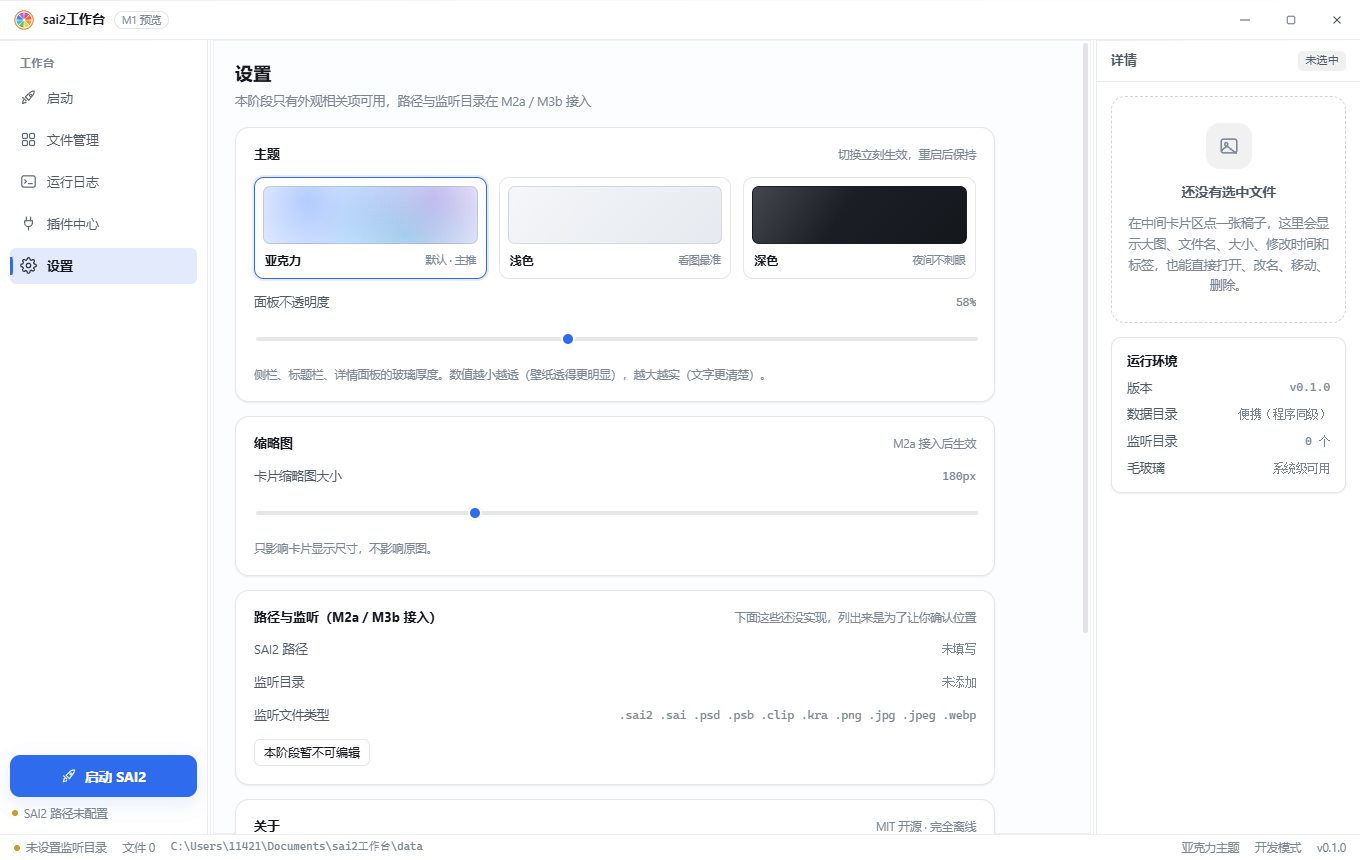 sai2工作台 M1 预览
工作台
启动
文件管理
运行日志
插件中心
设置
启动 SAI2
SAI2 路径未配置
设置
本阶段只有外观相关项可用，路径与监听目录在 M2a / M3b 接入
主题 切换立刻生效，重启后保持
亚克力 默认 · 主推
浅色 看图最准
深色 夜间不刺眼
面板不透明度 58%
侧栏、标题栏、详情面板的玻璃厚度。数值越小越透（壁纸透得更明显），越大越实（文字更清楚）。
缩略图 M2a 接入后生效
卡片缩略图大小 180px
只影响卡片显示尺寸，不影响原图。
路径与监听（M2a / M3b 接入） 下面这些还没实现，列出来是为了让你确认位置
SAI2 路径 未填写
监听目录 未添加
监听文件类型 .sai2 .sai .psd .psb .clip .kra .png .jpg .jpeg .webp
本阶段暂不可编辑
关于 MIT 开源 · 完全离线
详情 未选中
还没有选中文件
在中间卡片区点一张稿子，这里会显
示大图、文件名、大小、修改时间和
标签，也能直接打开、改名、移动、
删除。
运行环境
版本 v0.1.0
数据目录 便携（程序同级）
监听目录 0 个
毛玻璃 系统级可用
未设置监听目录 文件 0 C:\Users\11421\Documents\sai2工作台\data 亚克力主题 开发模式 v0.1.0